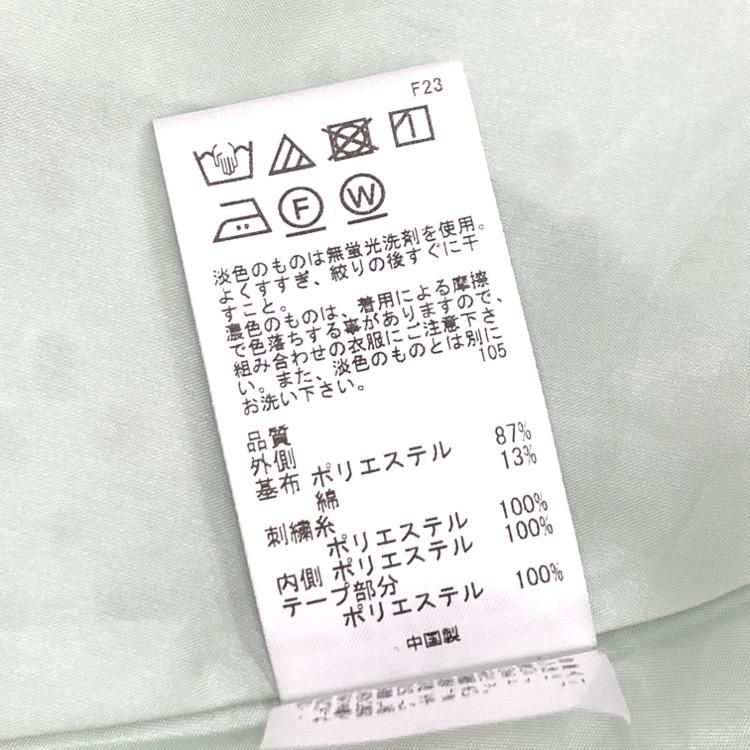 F23
F W
淡色のものは無蛍光洗剤を使用。
よくすすぎ、絞りの後すぐに干
すこと。
濃色のものは、着用による摩擦
で色落ちする事がありますので、
組み合わせの衣服にご注意下さ
い。また、淡色のものとは別に
お洗い下さい。 105
品質
外側
基布 ポリエステル 87%
綿 13%
刺繍糸
ポリエステル 100%
内側 ポリエステル 100%
テープ部分
ポリエステル 100%
中国製